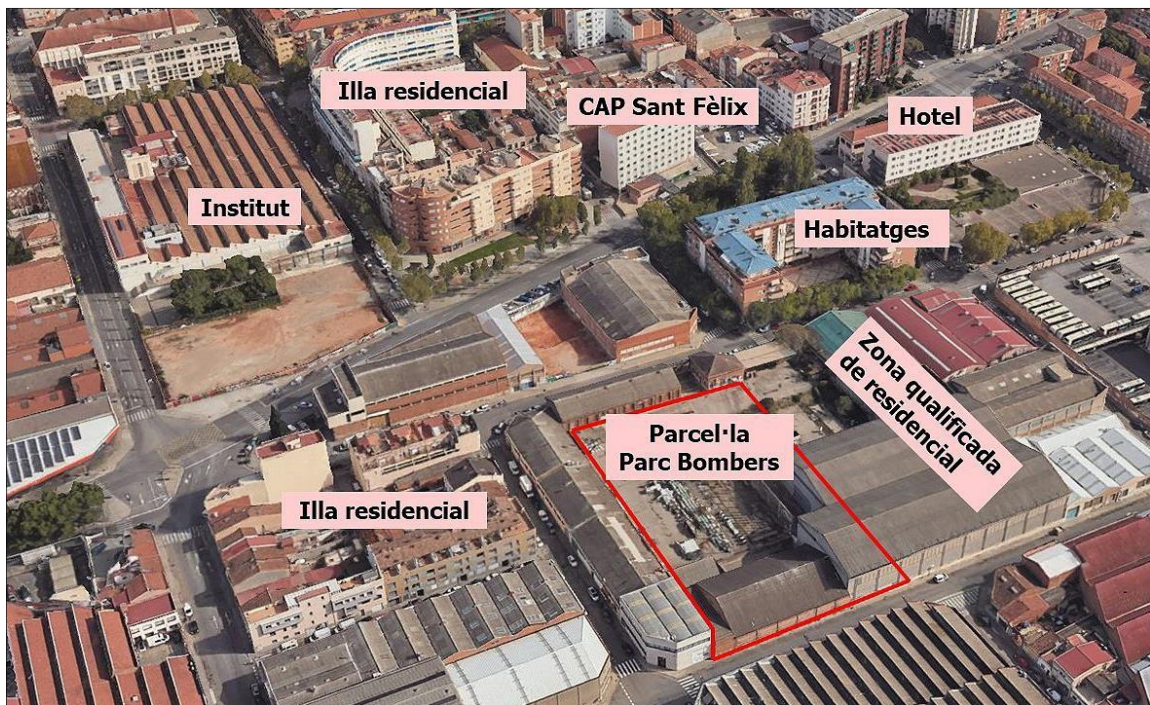 Illa residencial
CAP Sant Fèlix
Hotel
Institut
Habitatges
Zona qualificada
de residencial
Parcel·la
Parc Bombers
Illa residencial